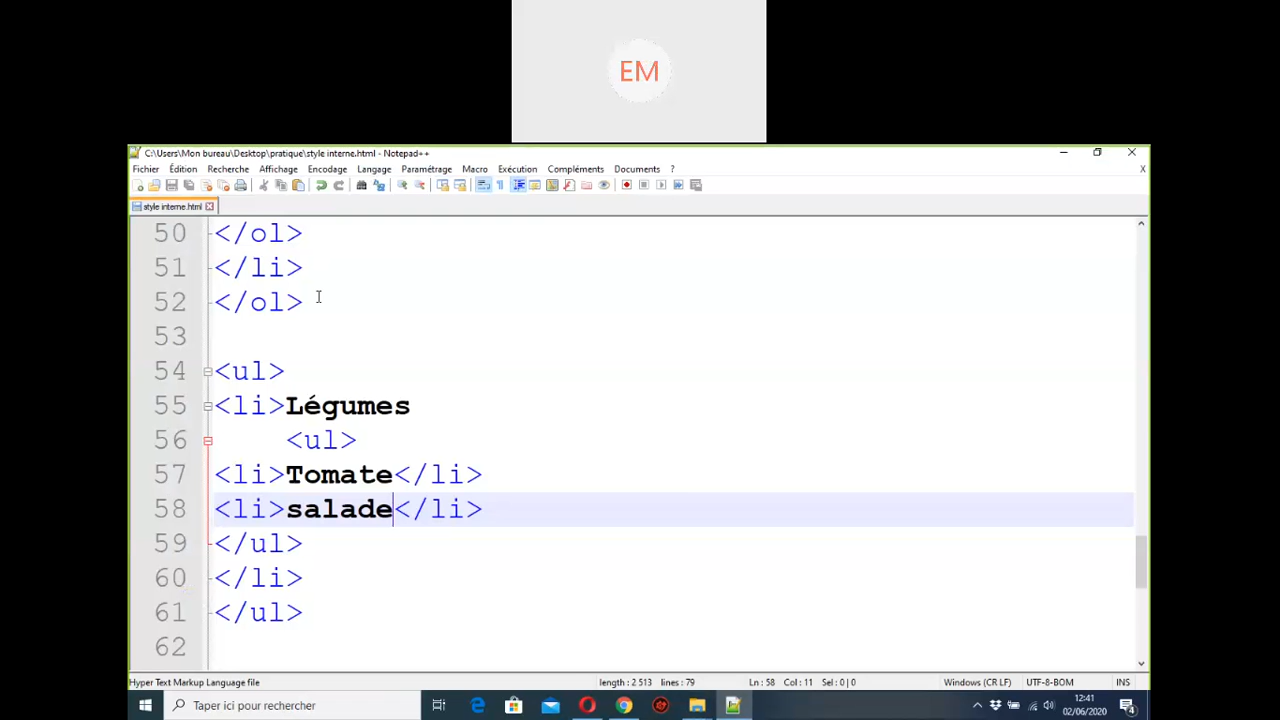 EM
C:\Users\Mon bureau\Desktop\pratique\style interne.html - Notepad++
Fichier Édition Recherche Affichage Encodage Langage Paramétrage Macro Exécution Compléments Documents ? X
style interne.html
50 </ol>
51 </li>
52 </ol>
53
54 <ul>
55 <li>Légumes
56 <ul>
57 <li>Tomate</li>
58 <li>salade</li>
59 </ul>
60 </li>
61 </ul>
62
Hyper Text Markup Language file length : 2 513 lines : 79 Ln : 58 Col : 11 Sel : 0 | 0 Windows (CR LF) UTF-8-BOM INS
Taper ici pour rechercher
12:41
02/06/2020
4